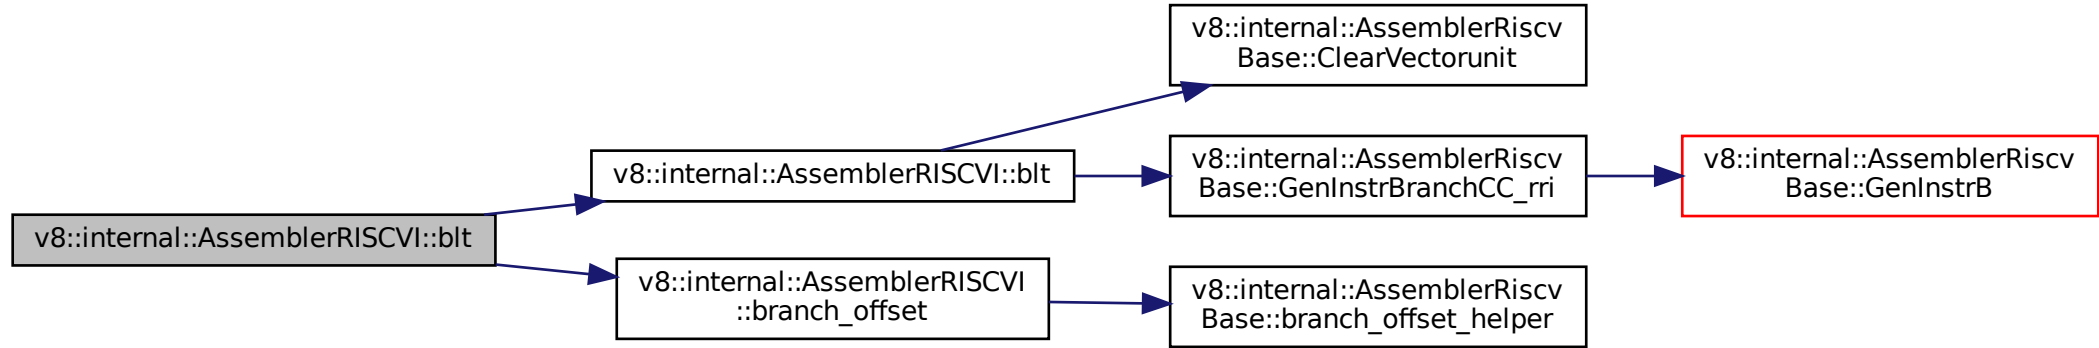 v8::internal::AssemblerRISCVI::blt
v8::internal::AssemblerRISCVI::blt
v8::internal::AssemblerRiscv
Base::ClearVectorunit
v8::internal::AssemblerRiscv
Base::GenInstrBranchCC_rri
v8::internal::AssemblerRiscv
Base::GenInstrB
v8::internal::AssemblerRISCVI
::branch_offset
v8::internal::AssemblerRiscv
Base::branch_offset_helper